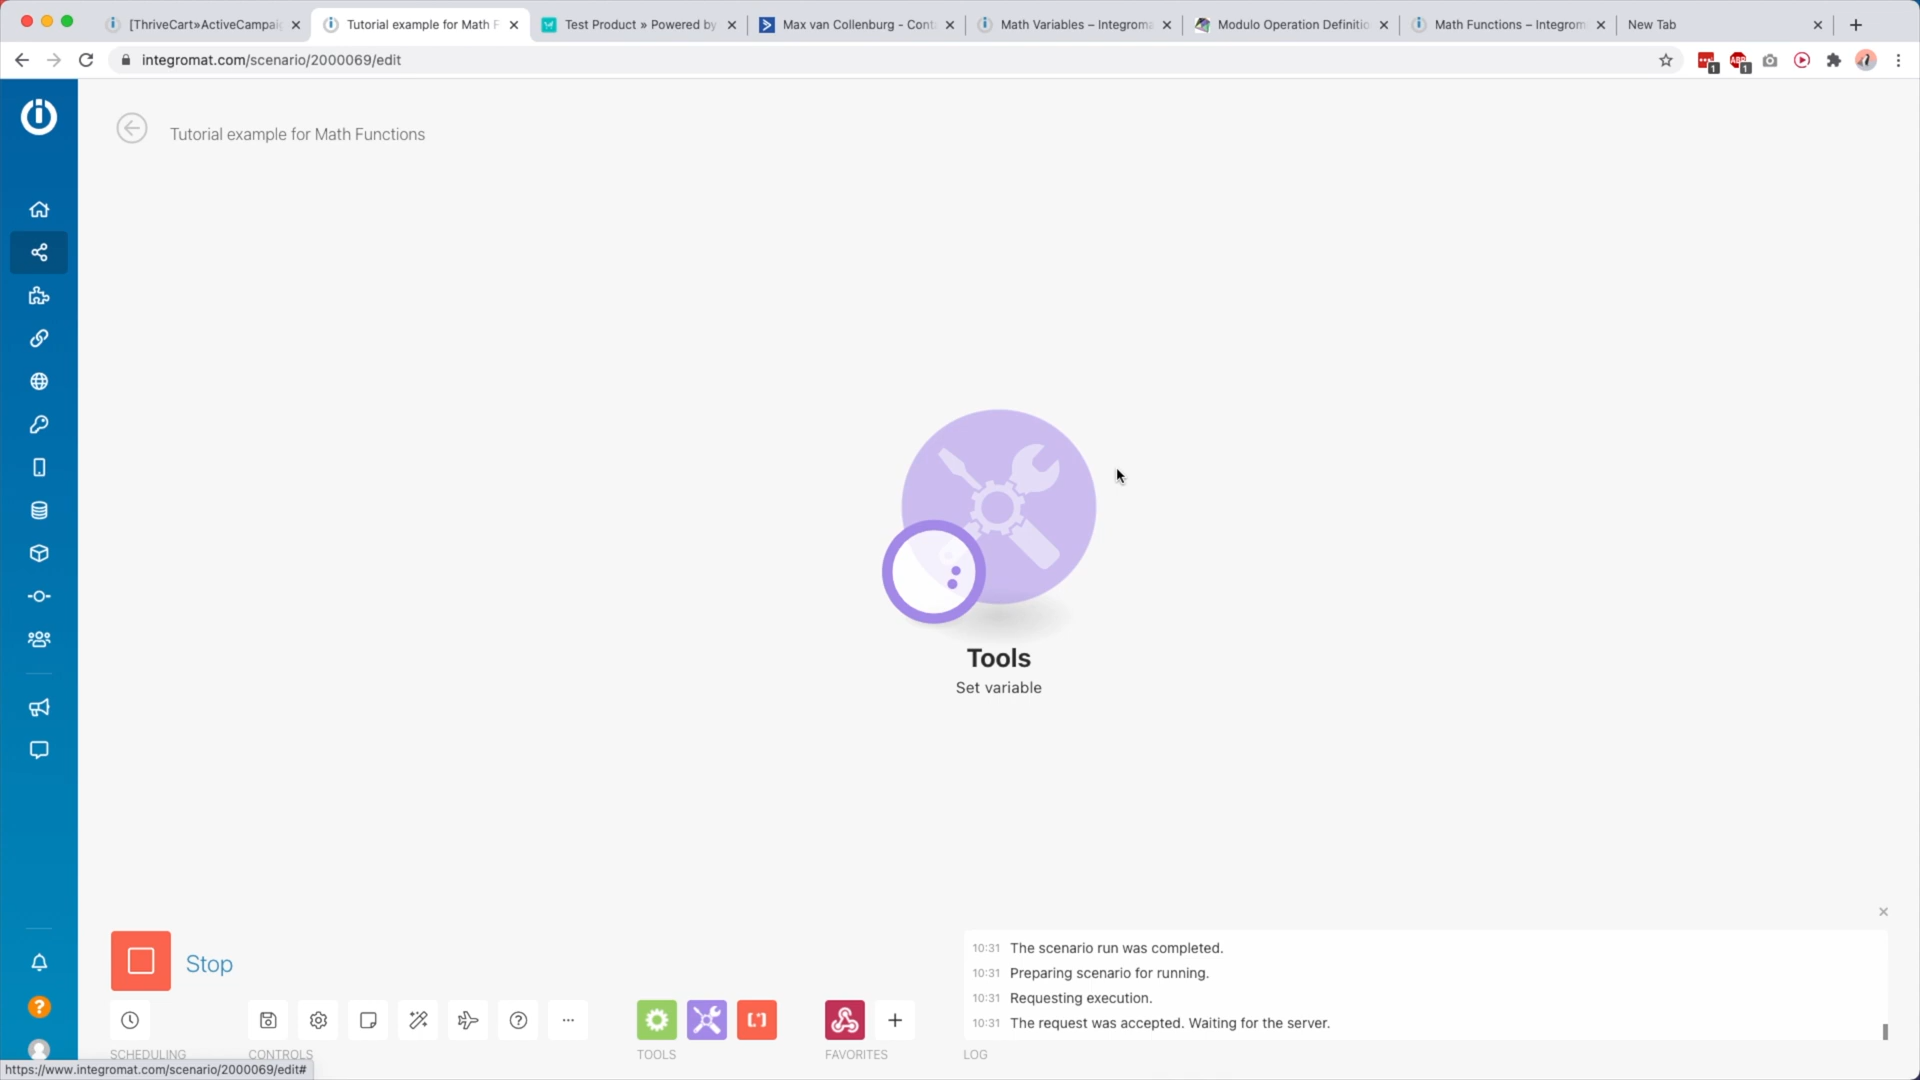 [ThriveCart»ActiveCampai
Tutorial example for Math F
Test Product » Powered by
Max van Collenburg - Cont
Math Variables – Integroma
Modulo Operation Definitio
Math Functions – Integrom
New Tab
integromat.com/scenario/2000069/edit
1
ABP
1
Tutorial example for Math Functions
Tools
Set variable
Stop
10:31 The scenario run was completed.
10:31 Preparing scenario for running.
10:31 Requesting execution.
10:31 The request was accepted. Waiting for the server.
SCHEDULING
CONTROLS
TOOLS
FAVORITES
LOG
https://www.integromat.com/scenario/2000069/edit#